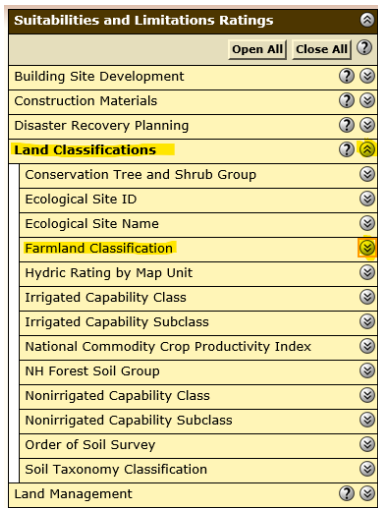 Suitabilities and Limitations Ratings
Open All Close All ?
Building Site Development ?
Construction Materials ?
Disaster Recovery Planning ?
Land Classifications ?
Conservation Tree and Shrub Group
Ecological Site ID
Ecological Site Name
Farmland Classification
Hydric Rating by Map Unit
Irrigated Capability Class
Irrigated Capability Subclass
National Commodity Crop Productivity Index
NH Forest Soil Group
Nonirrigated Capability Class
Nonirrigated Capability Subclass
Order of Soil Survey
Soil Taxonomy Classification
Land Management ?